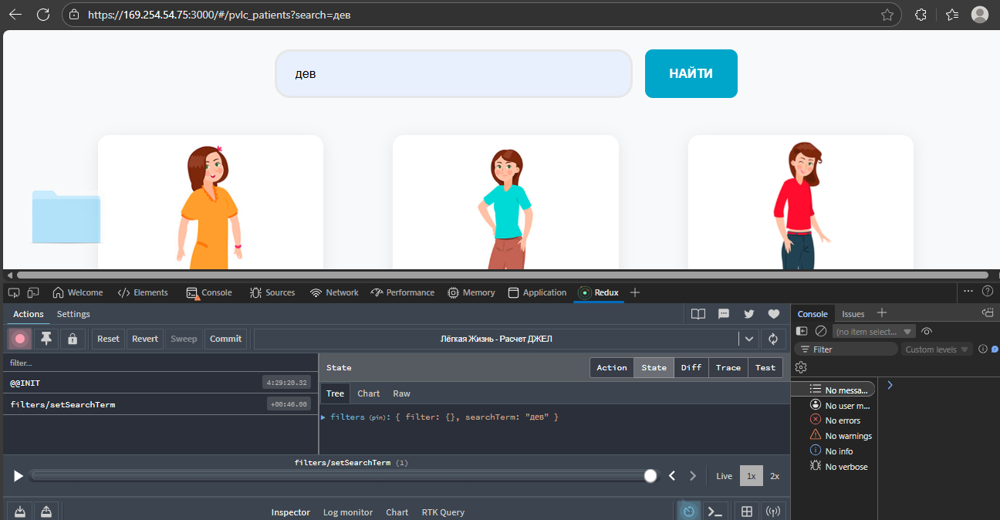 https://169.254.54.75:3000/#/pvlc_patients?search=дев
дев
НАЙТИ
Welcome Elements Console Sources Network Performance Memory Application Redux
Actions Settings
Console Issues
Reset Revert Sweep Commit
Лёгкая Жизнь - Расчет ДЖЕЛ
(no item select...
Filter Custom levels
filter...
State
Action State Diff Trace Test
@@INIT 4:29:20.32
Tree Chart Raw
filters/setSearchTerm +00:46.00
filters (pin): { filter: {}, searchTerm: "дев" }
No messa...
No user m...
No errors
No warnings
No info
No verbose
filters/setSearchTerm (1)
Live 1x 2x
Inspector Log monitor Chart RTK Query